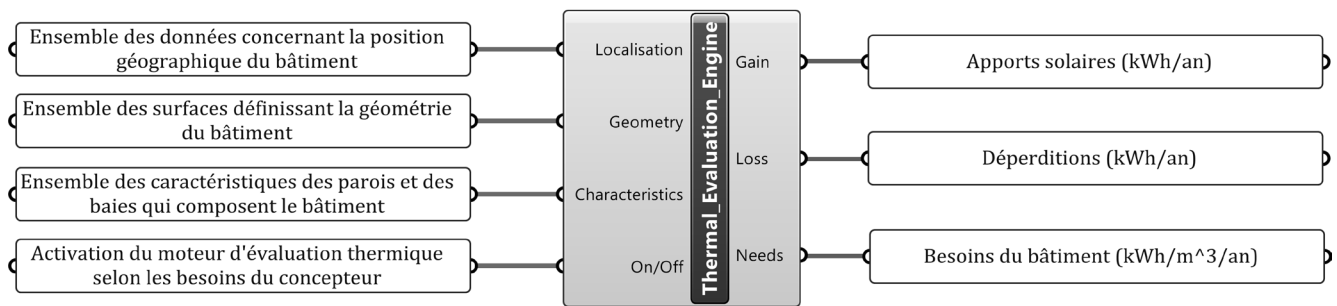 Ensemble des données concernant la position
géographique du bâtiment
Ensemble des surfaces définissant la géométrie
du bâtiment
Ensemble des caractéristiques des parois et des
baies qui composent le bâtiment
Activation du moteur d'évaluation thermique
selon les besoins du concepteur
Localisation
Geometry
Characteristics
On/Off
Thermal_Evaluation_Engine
Gain
Loss
Needs
Apports solaires (kWh/an)
Déperditions (kWh/an)
Besoins du bâtiment (kWh/m^3/an)